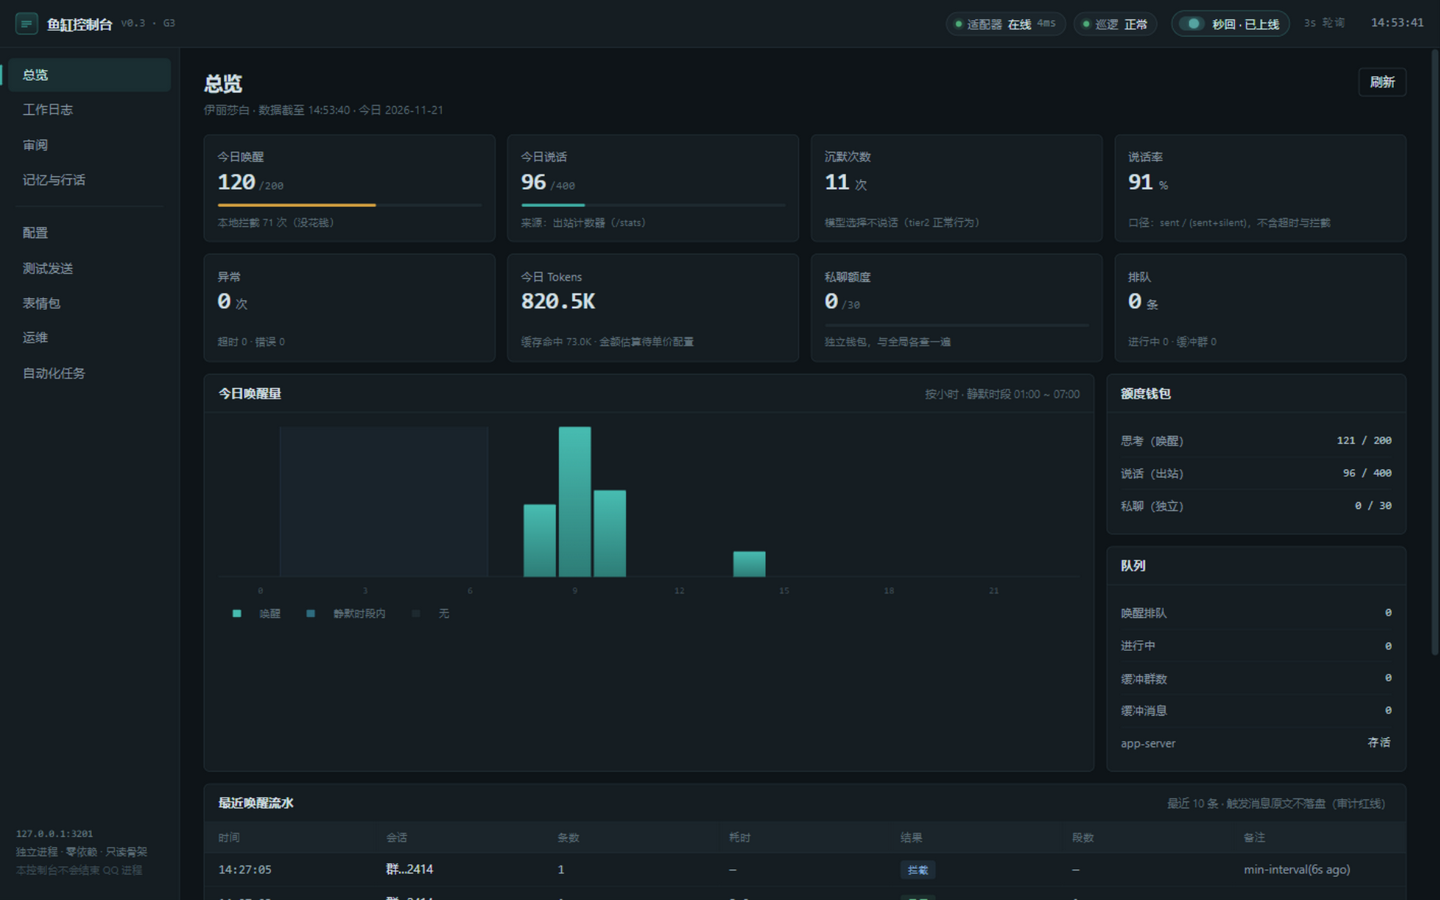 鱼缸控制台 v0.3 · G3
适配器 在线 4ms
巡逻 正常
秒回 · 已上线
3s 轮询
14:53:41
总览
工作日志
审阅
记忆与行话
配置
测试发送
表情包
运维
自动化任务
127.0.0.1:3201
独立进程 · 零依赖 · 只读骨架
本控制台不会结束 QQ 进程
总览
刷新
伊丽莎白 · 数据截至 14:53:40 · 今日 2026-11-21
今日唤醒
120 /200
本地拦截 71 次（没花钱）
今日说话
96 /400
来源：出站计数器（/stats）
沉默次数
11 次
模型选择不说话（tier2 正常行为）
说话率
91 %
口径：sent / (sent+silent)，不含超时与拦截
异常
0 次
超时 0 · 错误 0
今日 Tokens
820.5K
缓存命中 73.0K · 金额估算待单价配置
私聊额度
0 /30
独立钱包，与全局各查一遍
排队
0 条
进行中 0 · 缓冲群 0
今日唤醒量
按小时 · 静默时段 01:00 ~ 07:00
0 3 6 9 12 15 18 21
唤醒 静默时段内 无
额度钱包
思考（唤醒） 121 / 200
说话（出站） 96 / 400
私聊（独立） 0 / 30
队列
唤醒排队 0
进行中 0
缓冲群数 0
缓冲消息 0
app-server 存活
最近唤醒流水
最近 10 条 · 触发消息原文不落盘（审计红线）
时间 会话 条数 耗时 结果 段数 备注
14:27:05 群…2414 1 — 拦截 — min-interval(6s ago)